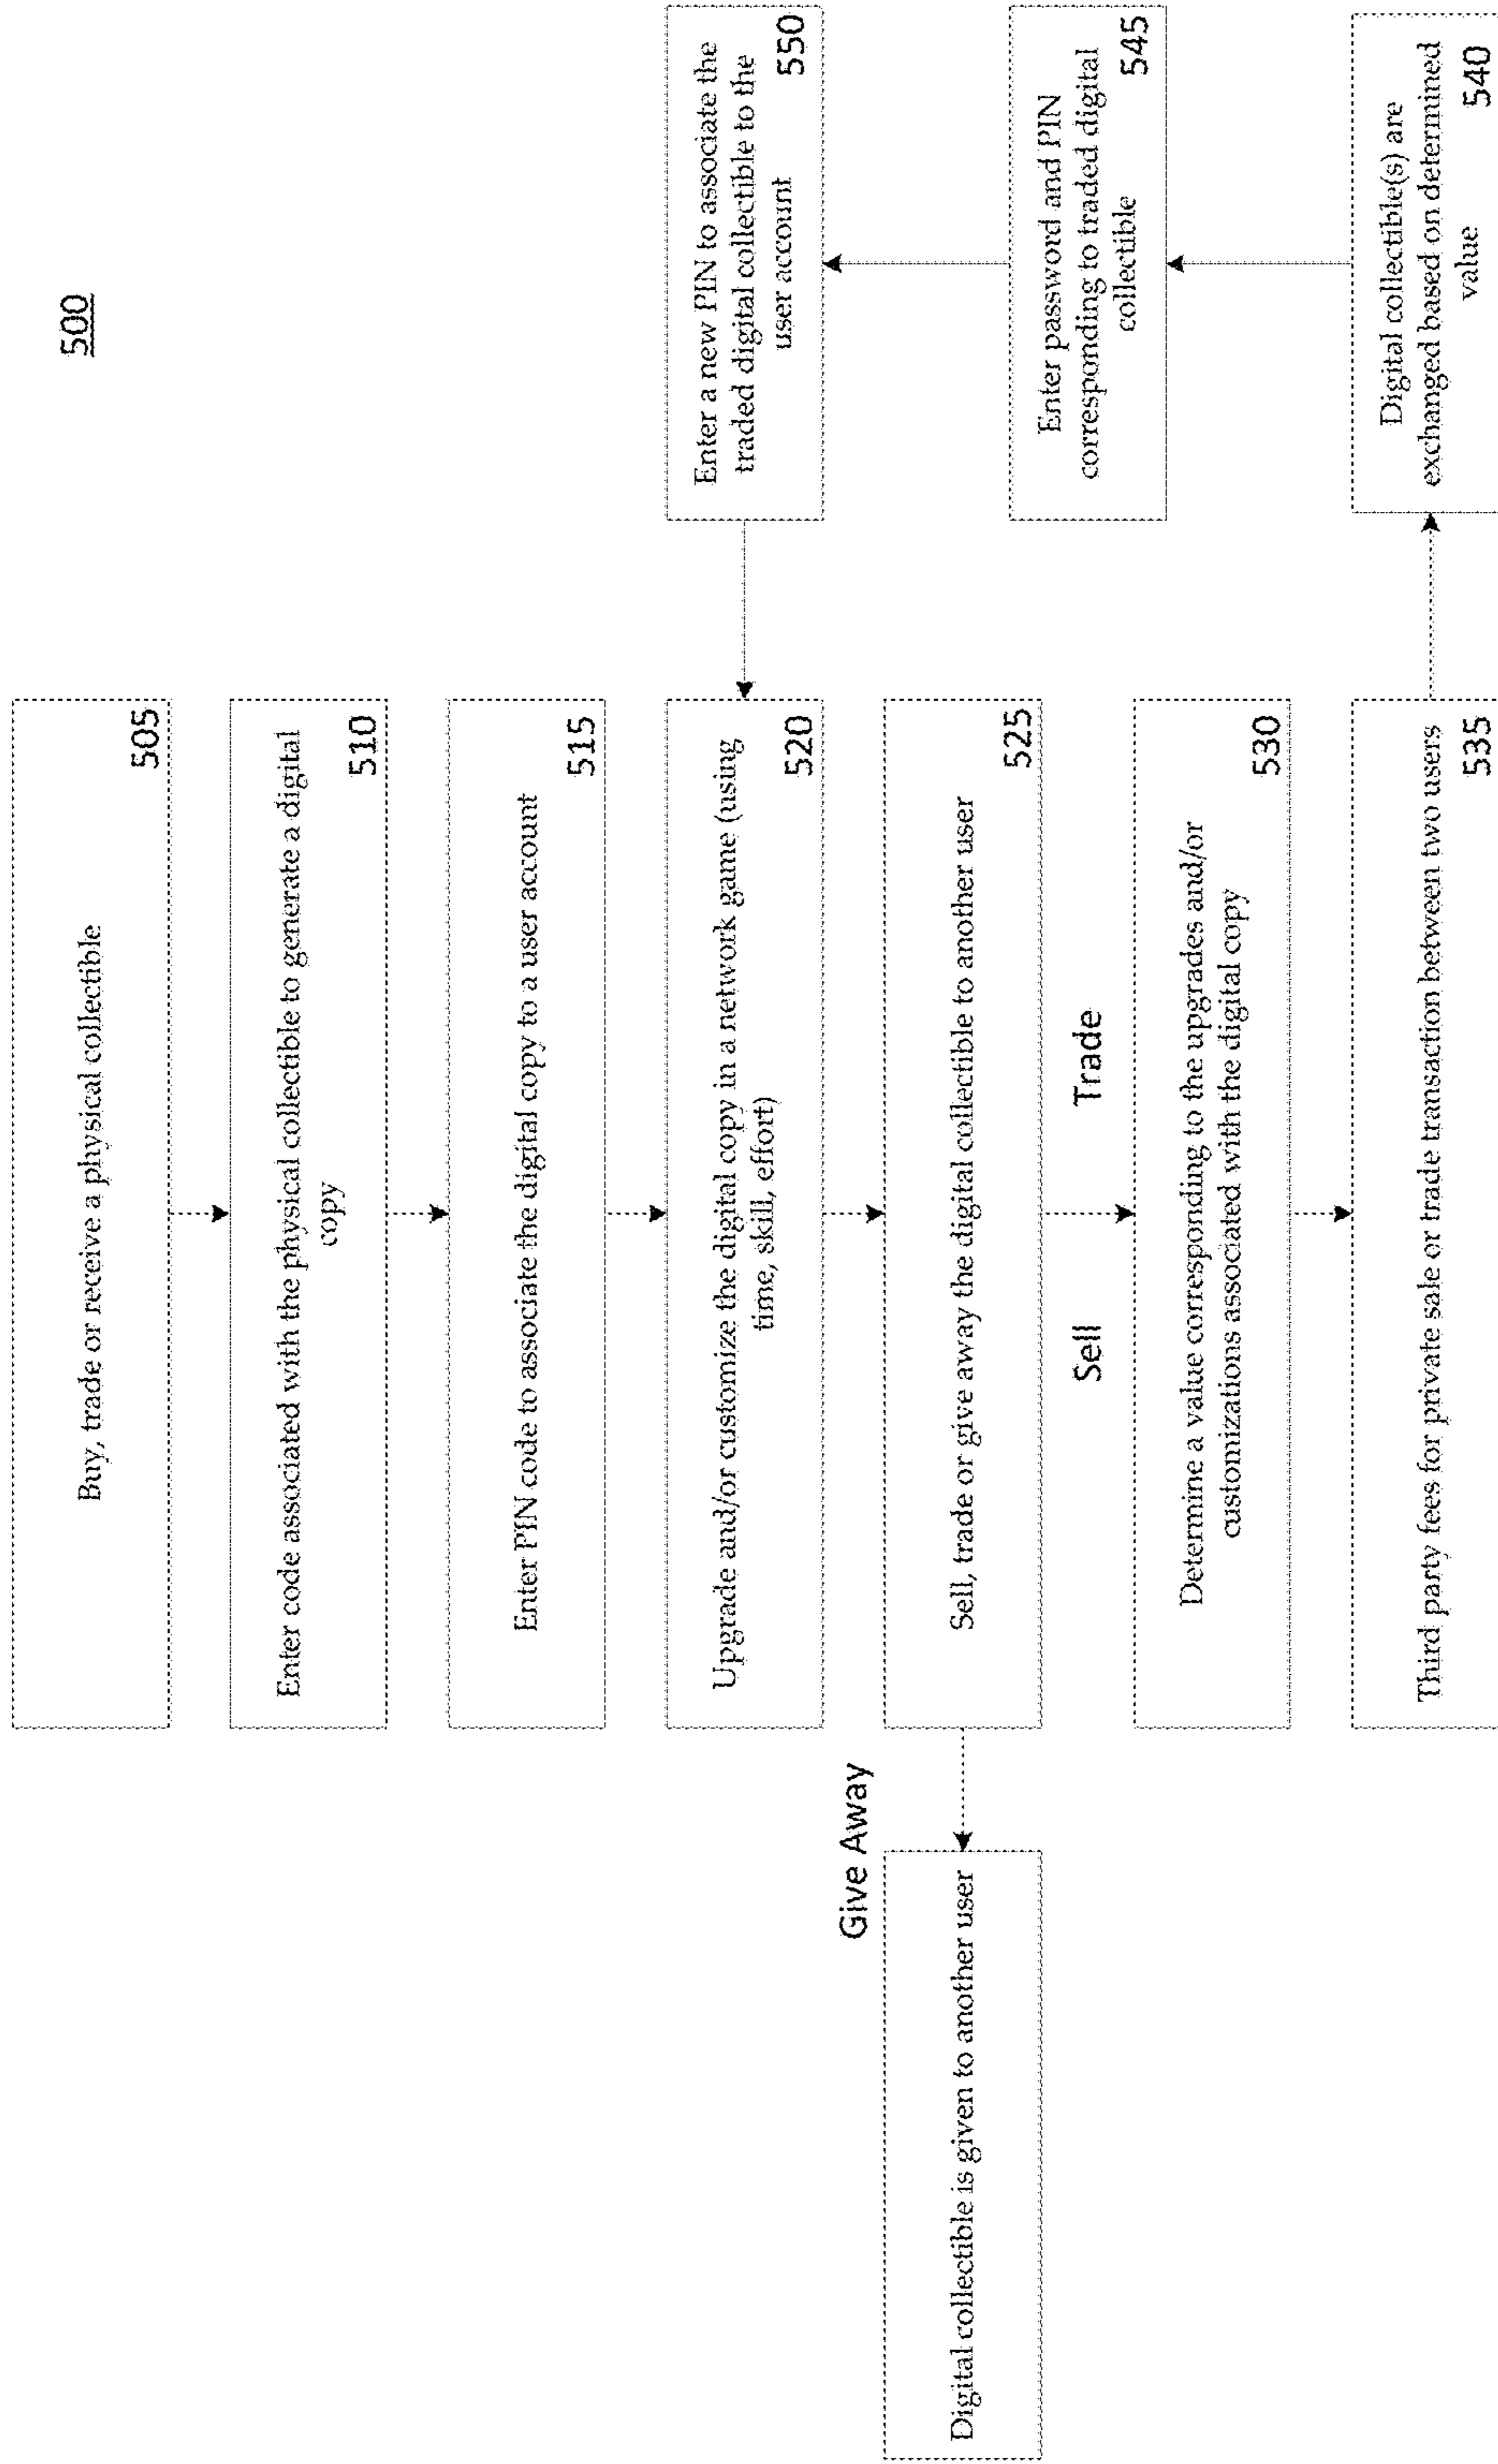 500
Buy, trade or receive a physical collectible
505
Enter code associated with the physical collectible to generate a digital
copy
510
Enter PIN code to associate the digital copy to a user account
515
Upgrade and/or customize the digital copy in a network game (using
time, skill, effort)
520
Sell, trade or give away the digital collectible to another user
525
Give Away
Digital collectible is given to another user
Sell
Trade
Determine a value corresponding to the upgrades and/or
customizations associated with the digital copy
530
Third party fees for private sale or trade transaction between two users
535
Digital collectible(s) are
exchanged based on determined
value
540
Enter password and PIN
corresponding to traded digital
collectible
545
Enter a new PIN to associate the
traded digital collectible to the
user account
550